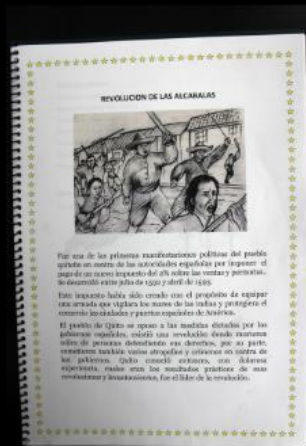 REVOLUCION DE LAS ALCABALAS
Fue una de las primeras manifestaciones políticas del pueblo
quiteño en contra de las autoridades españolas por imponer el
pago de un nuevo impuesto del 2% sobre las ventas y permutas.
Se desarrolló entre julio de 1592 y abril de 1593.
Este impuesto había sido creado con el propósito de equipar
una armada que vigilara los mares de las indias y protegiera el
comercio las ciudades y puertos españoles de América.
El pueblo de Quito se opuso a las medidas dictadas por los
gobiernos españoles, estalló una revolución donde murieron
miles de personas defendiendo sus derechos, por su parte,
cometieron también varios atropellos y crímenes en contra de
los gobiernos. Quito conoció entonces, con dolorosa
experiencia, cuales eran los resultados prácticos de esas
revoluciones y levantamientos, fue el líder de la revolución.